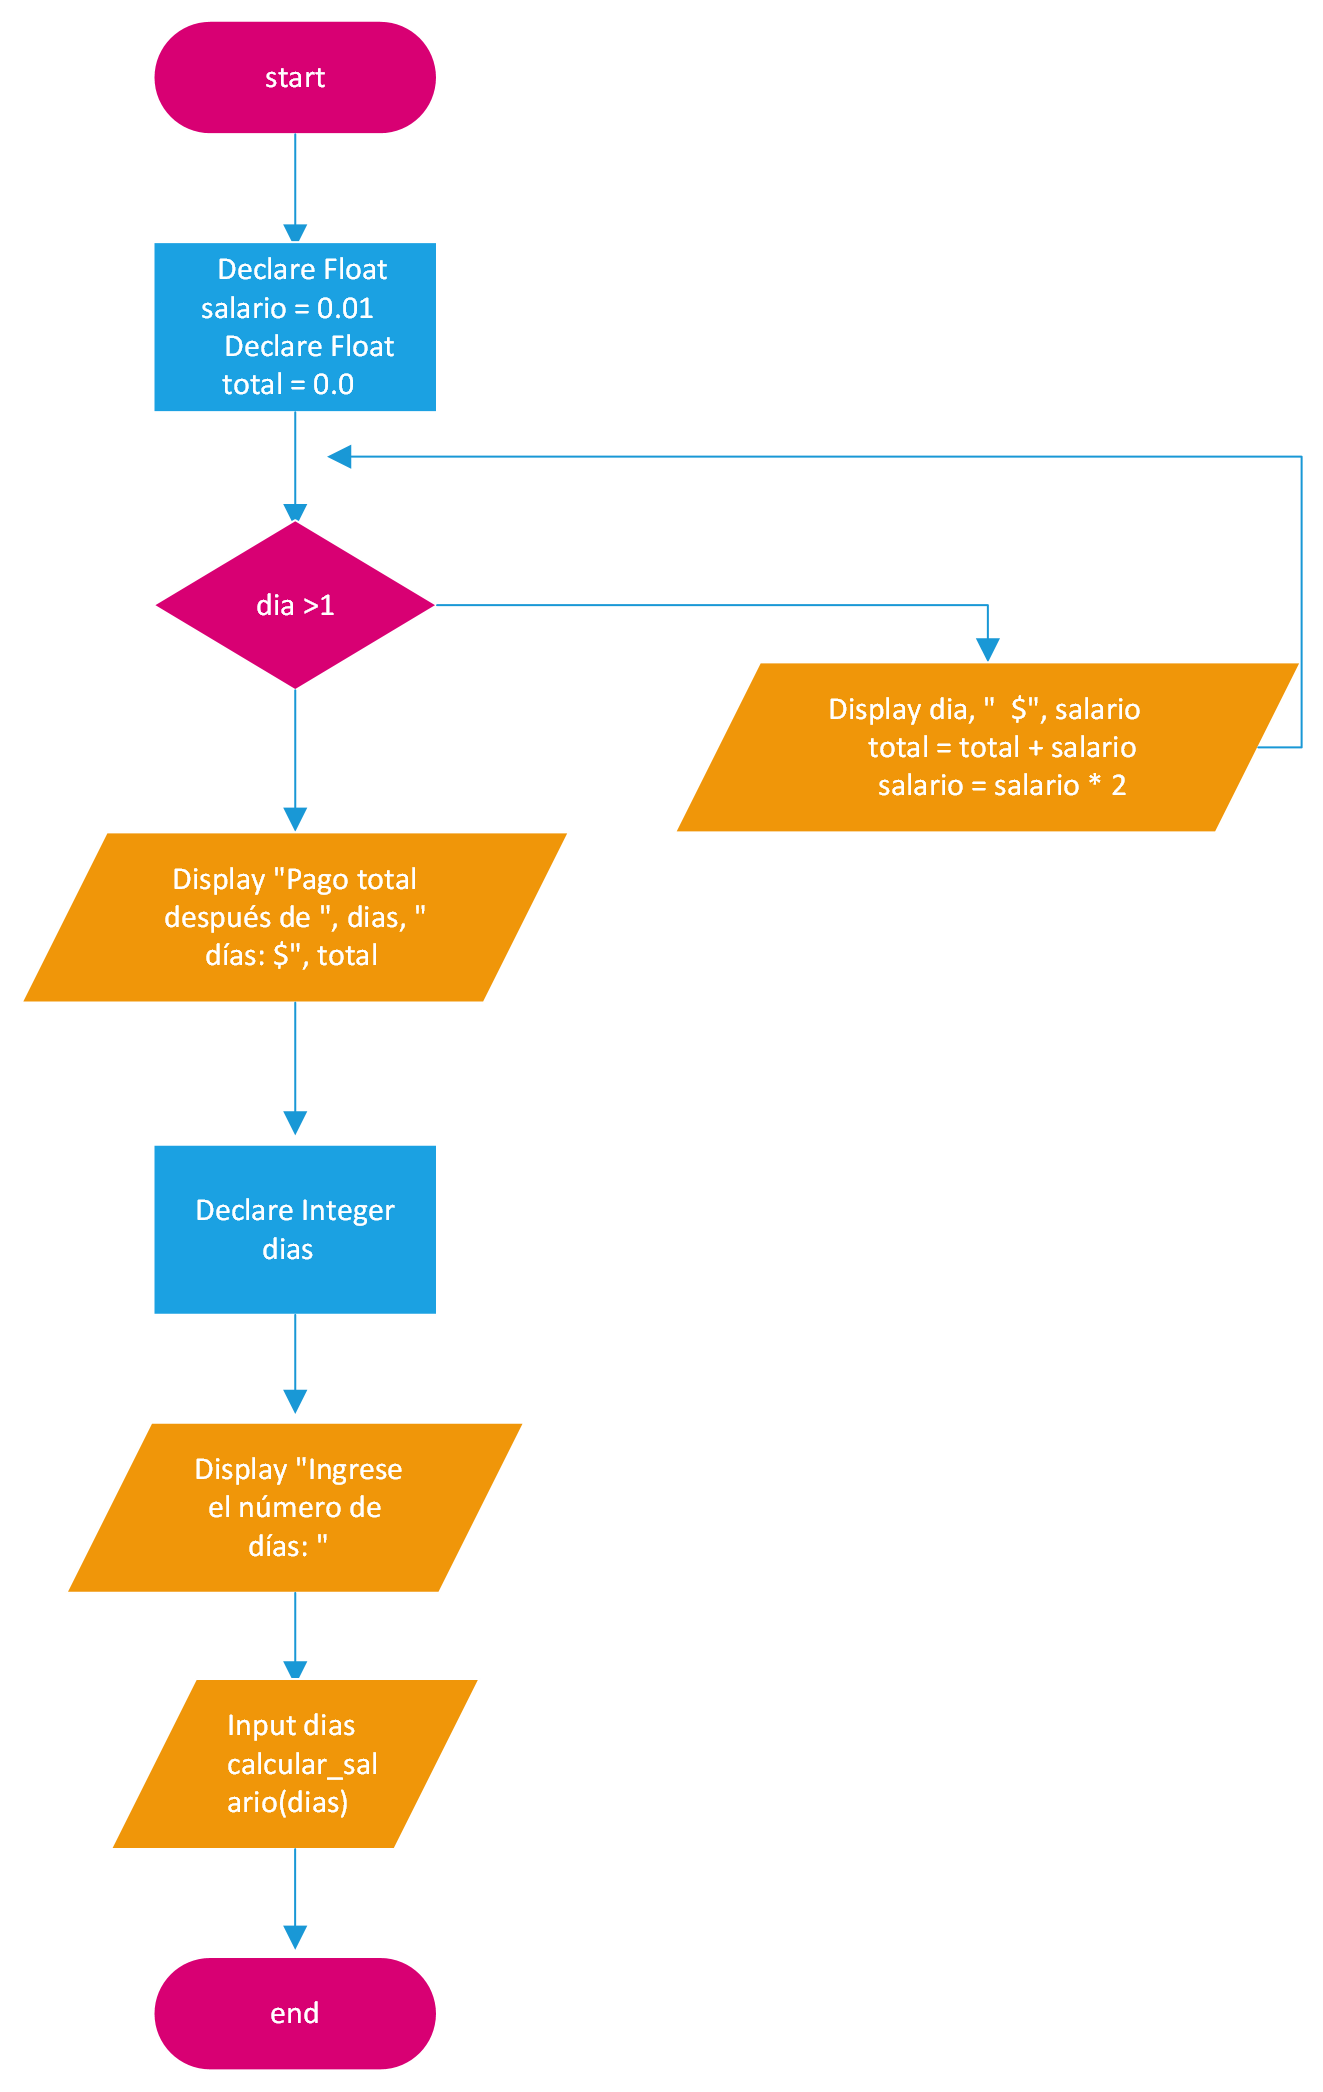 start
Declare Float
salario = 0.01
Declare Float
total = 0.0
dia >1
Display dia, "  $", salario
total = total + salario
salario = salario * 2
Display "Pago total
después de ", dias, "
días: $", total
Declare Integer
dias
Display "Ingrese
el número de
días: "
Input dias
calcular_sal
ario(dias)
end